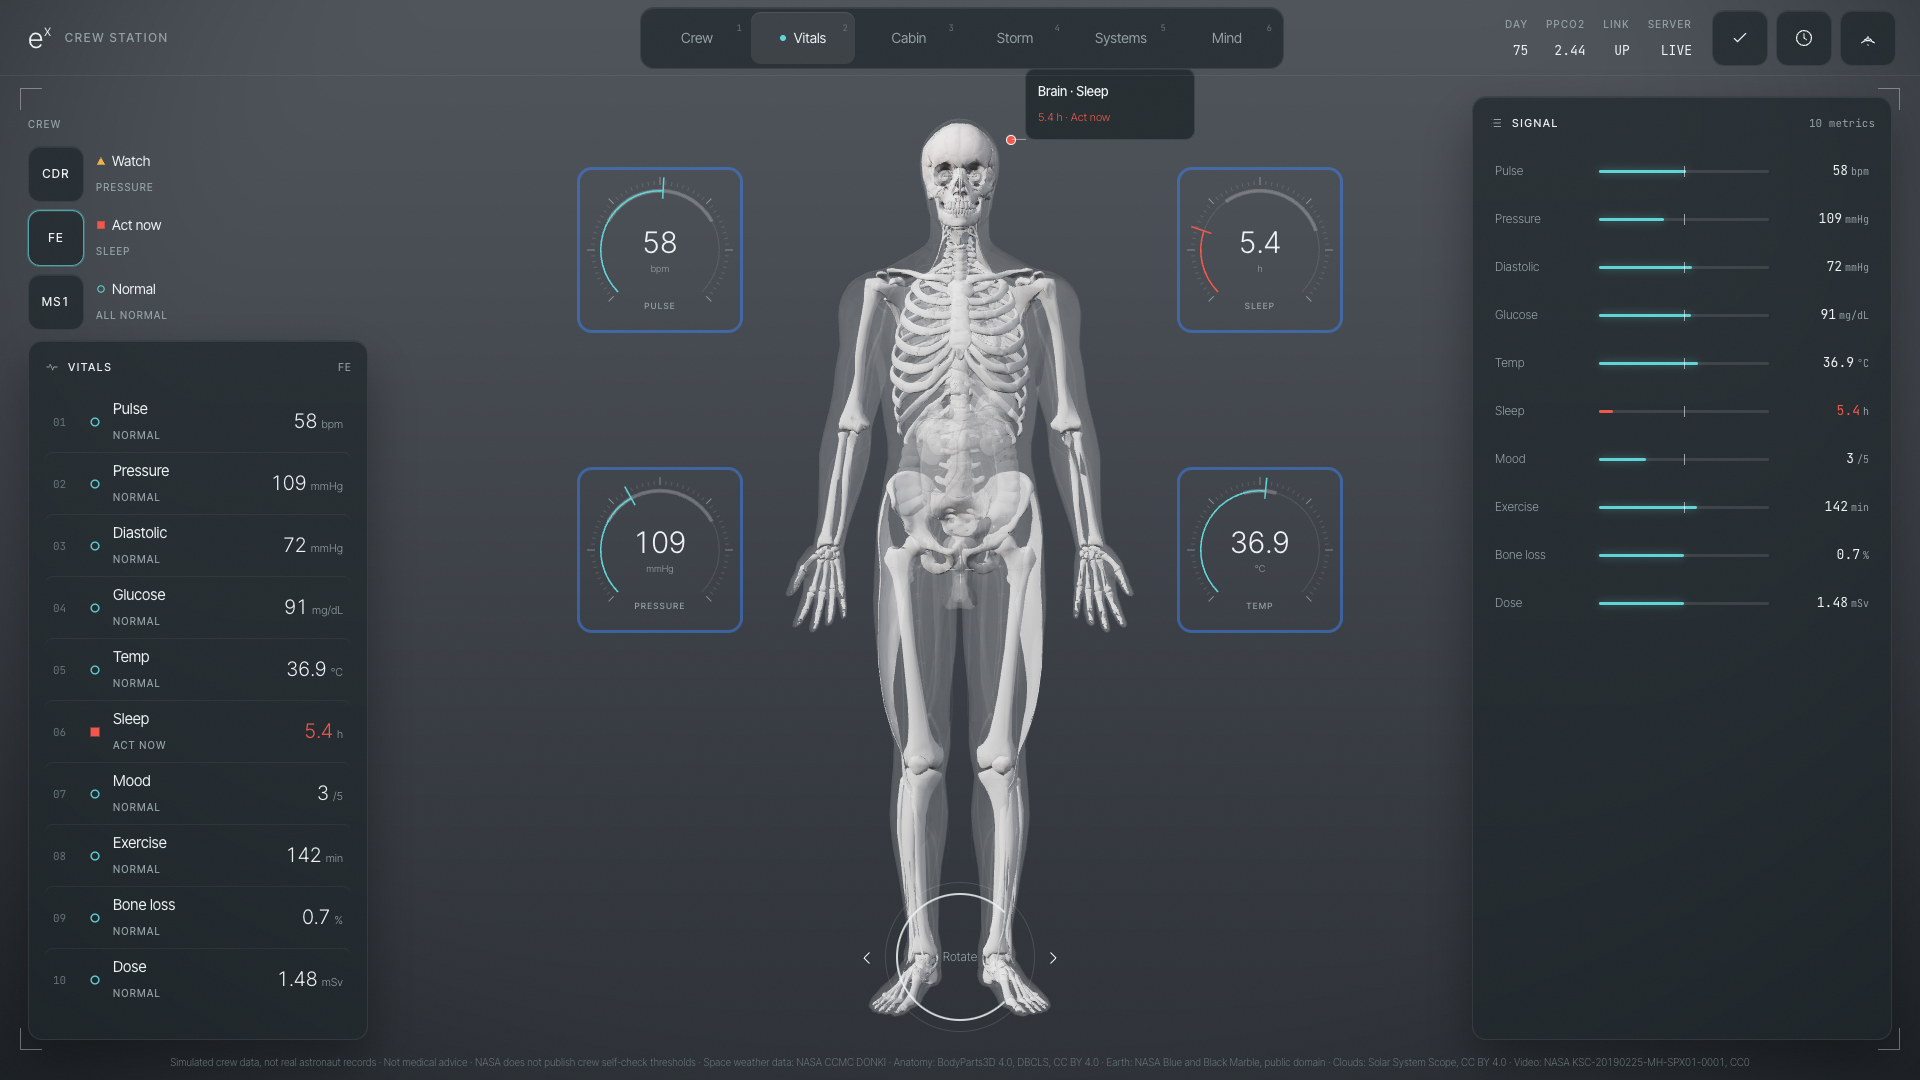 eˣ CREW STATION
Crew 1
Vitals 2
Cabin 3
Storm 4
Systems 5
Mind 6
DAY PPCO2 LINK SERVER
75 2.44 UP LIVE
CREW
CDR Watch
PRESSURE
FE Act now
SLEEP
MS1 Normal
ALL NORMAL
VITALS FE
01 Pulse 58 bpm
NORMAL
02 Pressure 109 mmHg
NORMAL
03 Diastolic 72 mmHg
NORMAL
04 Glucose 91 mg/dL
NORMAL
05 Temp 36.9 °C
NORMAL
06 Sleep 5.4 h
ACT NOW
07 Mood 3 /5
NORMAL
08 Exercise 142 min
NORMAL
09 Bone loss 0.7 %
NORMAL
10 Dose 1.48 mSv
NORMAL
58
bpm
PULSE
109
mmHg
PRESSURE
Brain · Sleep
5.4 h · Act now
5.4
h
SLEEP
36.9
°C
TEMP
Rotate
SIGNAL 10 metrics
Pulse 58 bpm
Pressure 109 mmHg
Diastolic 72 mmHg
Glucose 91 mg/dL
Temp 36.9 °C
Sleep 5.4 h
Mood 3 /5
Exercise 142 min
Bone loss 0.7 %
Dose 1.48 mSv
Simulated crew data, not real astronaut records · Not medical advice · NASA does not publish crew self-check thresholds · Space weather data: NASA CCMC DONKI · Anatomy: BodyParts3D 4.0, DBCLS, CC BY 4.0 · Earth: NASA Blue and Black Marble, public domain · Clouds: Solar System Scope, CC BY 4.0 · Video: NASA KSC-20190225-MH-SPX01-0001, CC0